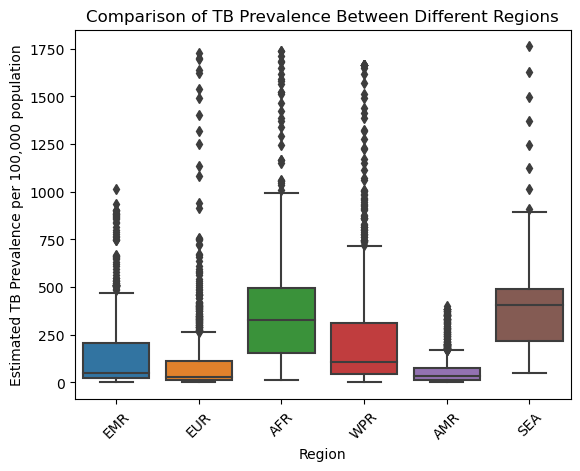 Comparison of TB Prevalence Between Different Regions
Estimated TB Prevalence per 100,000 population
1750
1500
1250
1000
750
500
250
0
EMR
EUR
AFR
WPR
AMR
SEA
Region